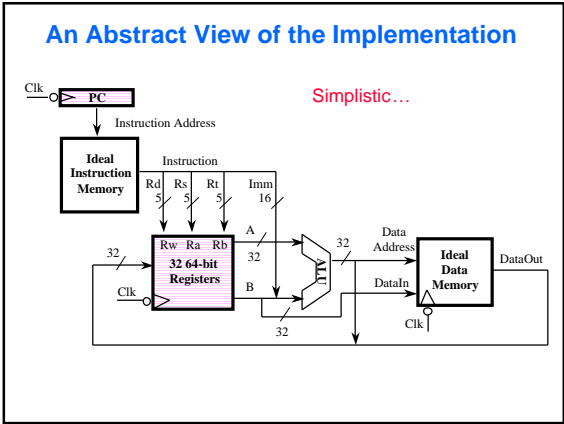 An Abstract View of the Implementation
Simplistic…
Clk
PC
Instruction Address
Ideal
Instruction
Memory
Instruction
Rd Rs Rt Imm
5 5 5 16
Rw Ra Rb
32 64-bit
Registers
32
Clk
A
32
B
32
ALU
32
Data
Address
DataIn
Ideal
Data
Memory
Clk
DataOut